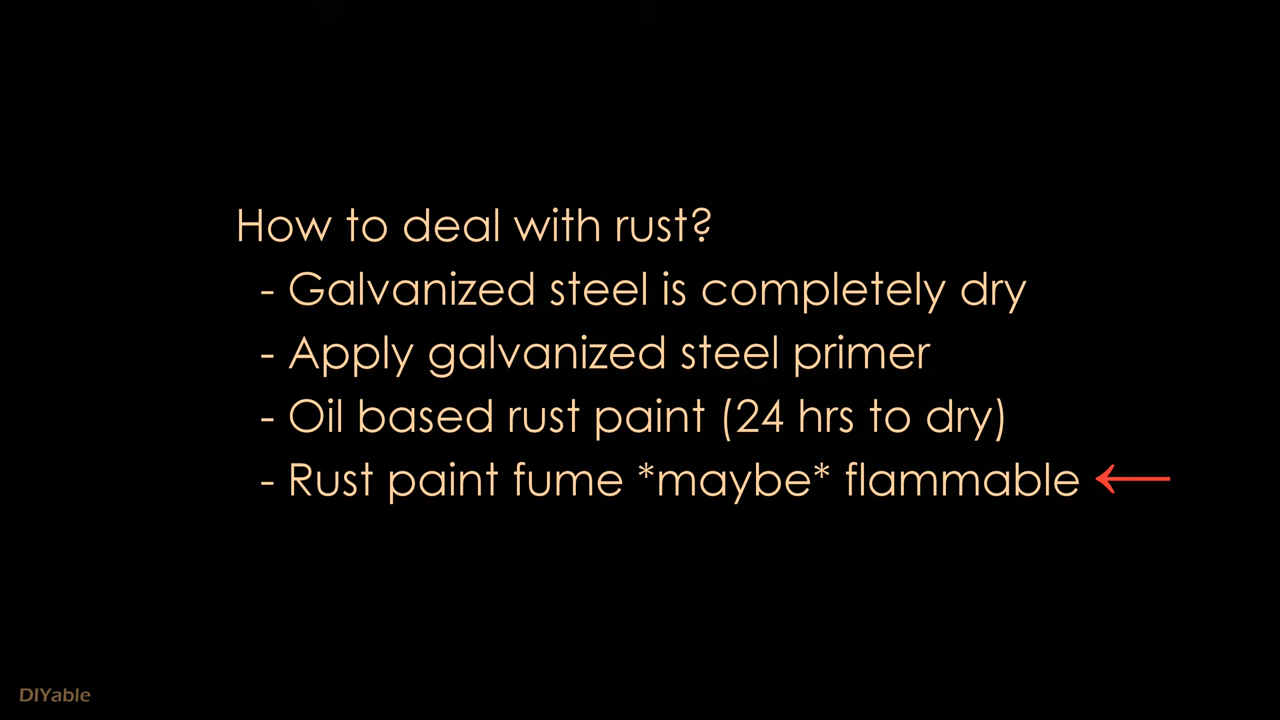 How to deal with rust?
- Galvanized steel is completely dry
- Apply galvanized steel primer
- Oil based rust paint (24 hrs to dry)
- Rust paint fume *maybe* flammable
DIYable